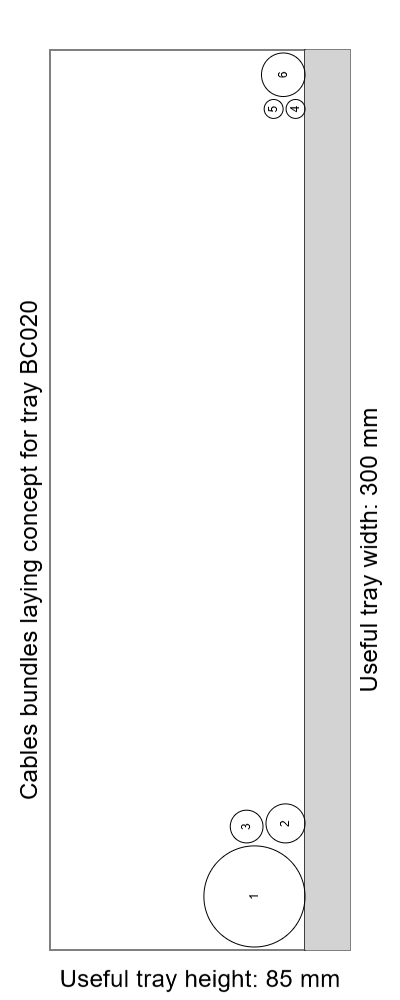 Cables bundles laying concept for tray BC020
6
5
4
3
2
1
Useful tray width: 300 mm
Useful tray height: 85 mm